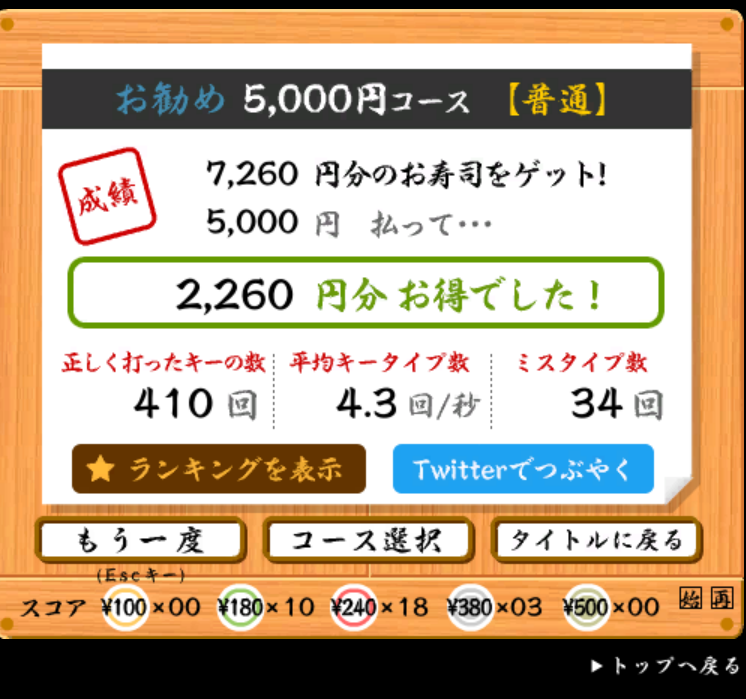 お勧め 5,000円コース 【普通】
成績
7,260 円分のお寿司をゲット!
5,000 円 払って…
2,260 円分 お得でした！
正しく打ったキーの数 平均キータイプ数 ミスタイプ数
410 回 4.3 回/秒 34 回
★ ランキングを表示 Twitterでつぶやく
もう一度 コース選択 タイトルに戻る
(Escキー)
スコア ¥100×00 ¥180×10 ¥240×18 ¥380×03 ¥500×00 始 再
▶トップへ戻る